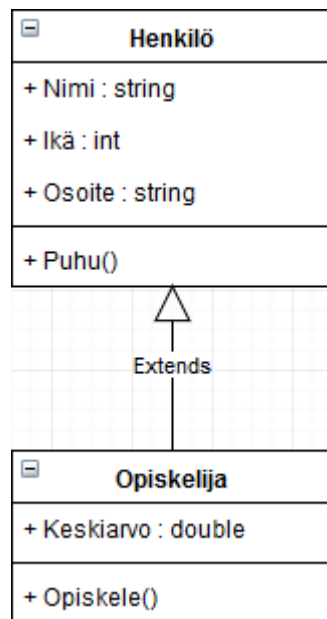 Henkilö
+ Nimi : string
+ Ikä : int
+ Osoite : string
+ Puhu()
Extends
Opiskelija
+ Keskiarvo : double
+ Opiskele()